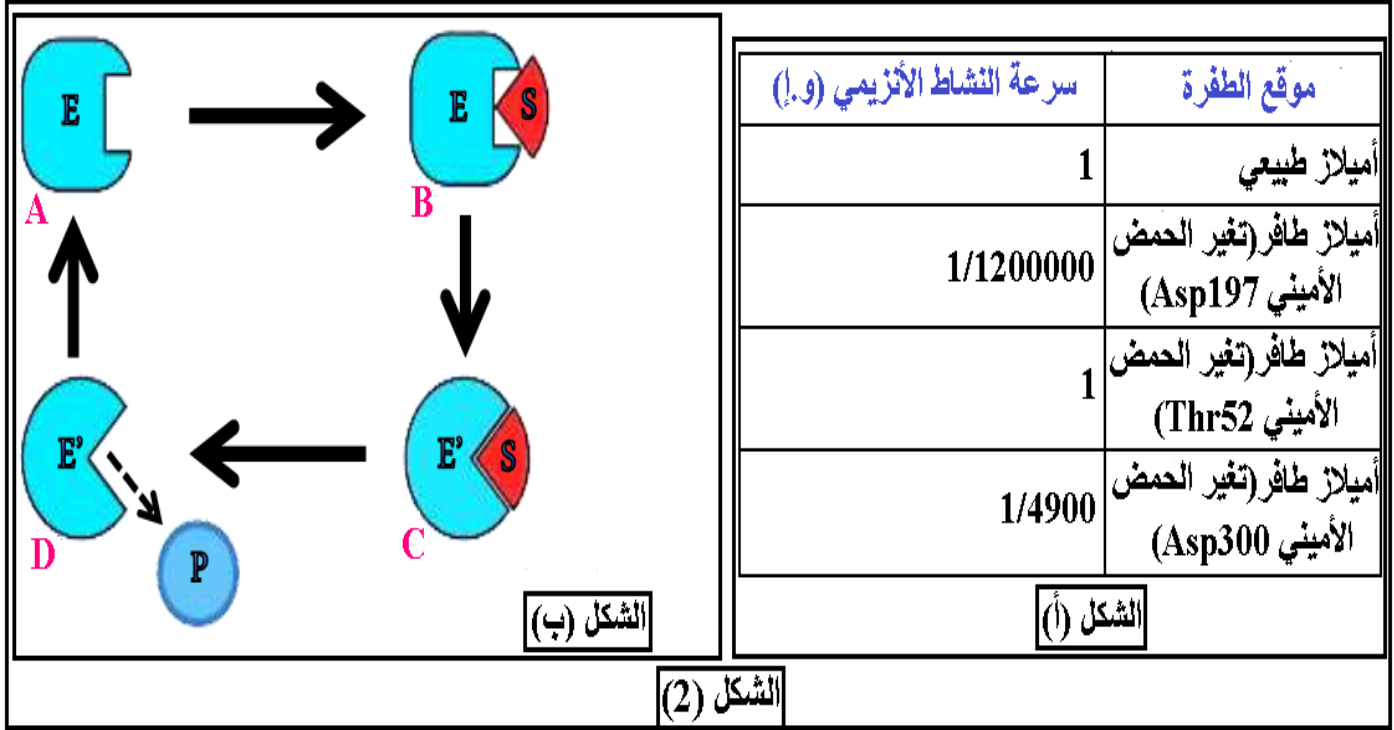 موقع الطفرة
سرعة النشاط الأنزيمي (و.إ)
أميلاز طبيعي
1
أميلاز طافر(تغير الحمض
الأميني Asp197)
1/1200000
أميلاز طافر(تغير الحمض
الأميني Thr52)
1
أميلاز طافر(تغير الحمض
الأميني Asp300)
1/4900
الشكل (أ)
E
A
E
S
B
E’
S
C
E’
D
P
الشكل (ب)
الشكل (2)